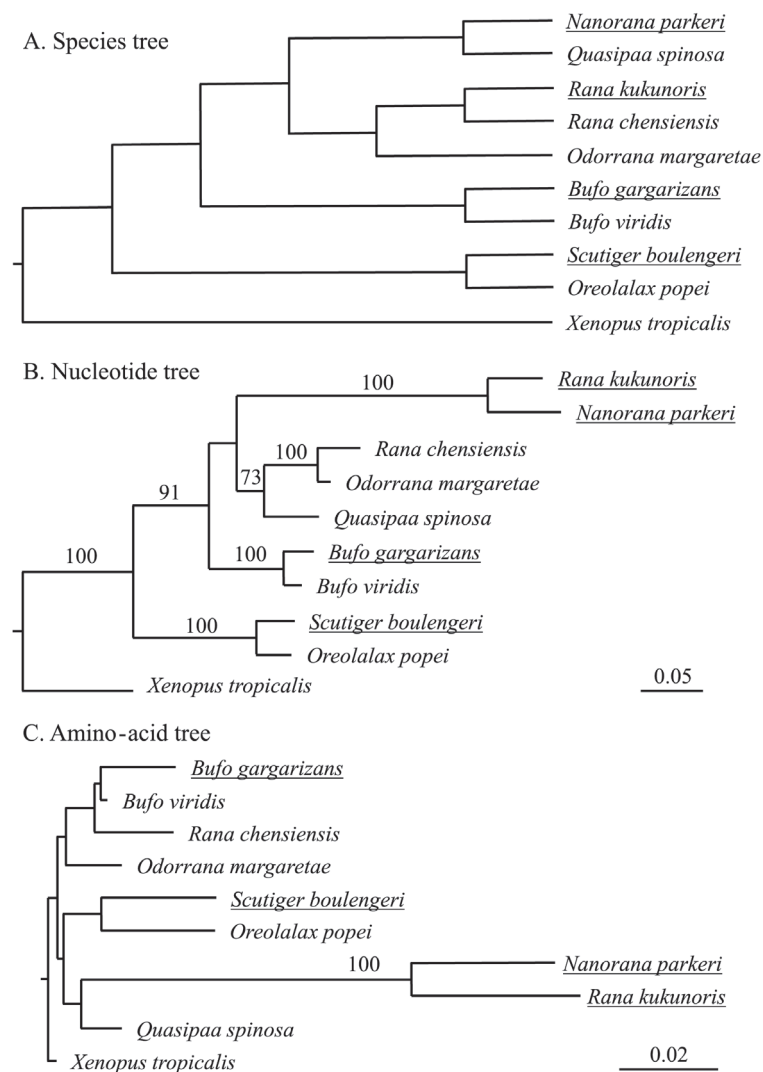 A. Species tree
Nanorana parkeri
Quasipaa spinosa
Rana kukunoris
Rana chensiensis
Odorrana margaretae
Bufo gargarizans
Bufo viridis
Scutiger boulengeri
Oreolalax popei
Xenopus tropicalis
B. Nucleotide tree
100
Rana kukunoris
Nanorana parkeri
100
Rana chensiensis
73
Odorrana margaretae
91
Quasipaa spinosa
100
Bufo gargarizans
100
Bufo viridis
100
Scutiger boulengeri
Oreolalax popei
0.05
Xenopus tropicalis
C. Amino-acid tree
Bufo gargarizans
Bufo viridis
Rana chensiensis
Odorrana margaretae
Scutiger boulengeri
Oreolalax popei
100
Nanorana parkeri
Rana kukunoris
Quasipaa spinosa
0.02
Xenopus tropicalis